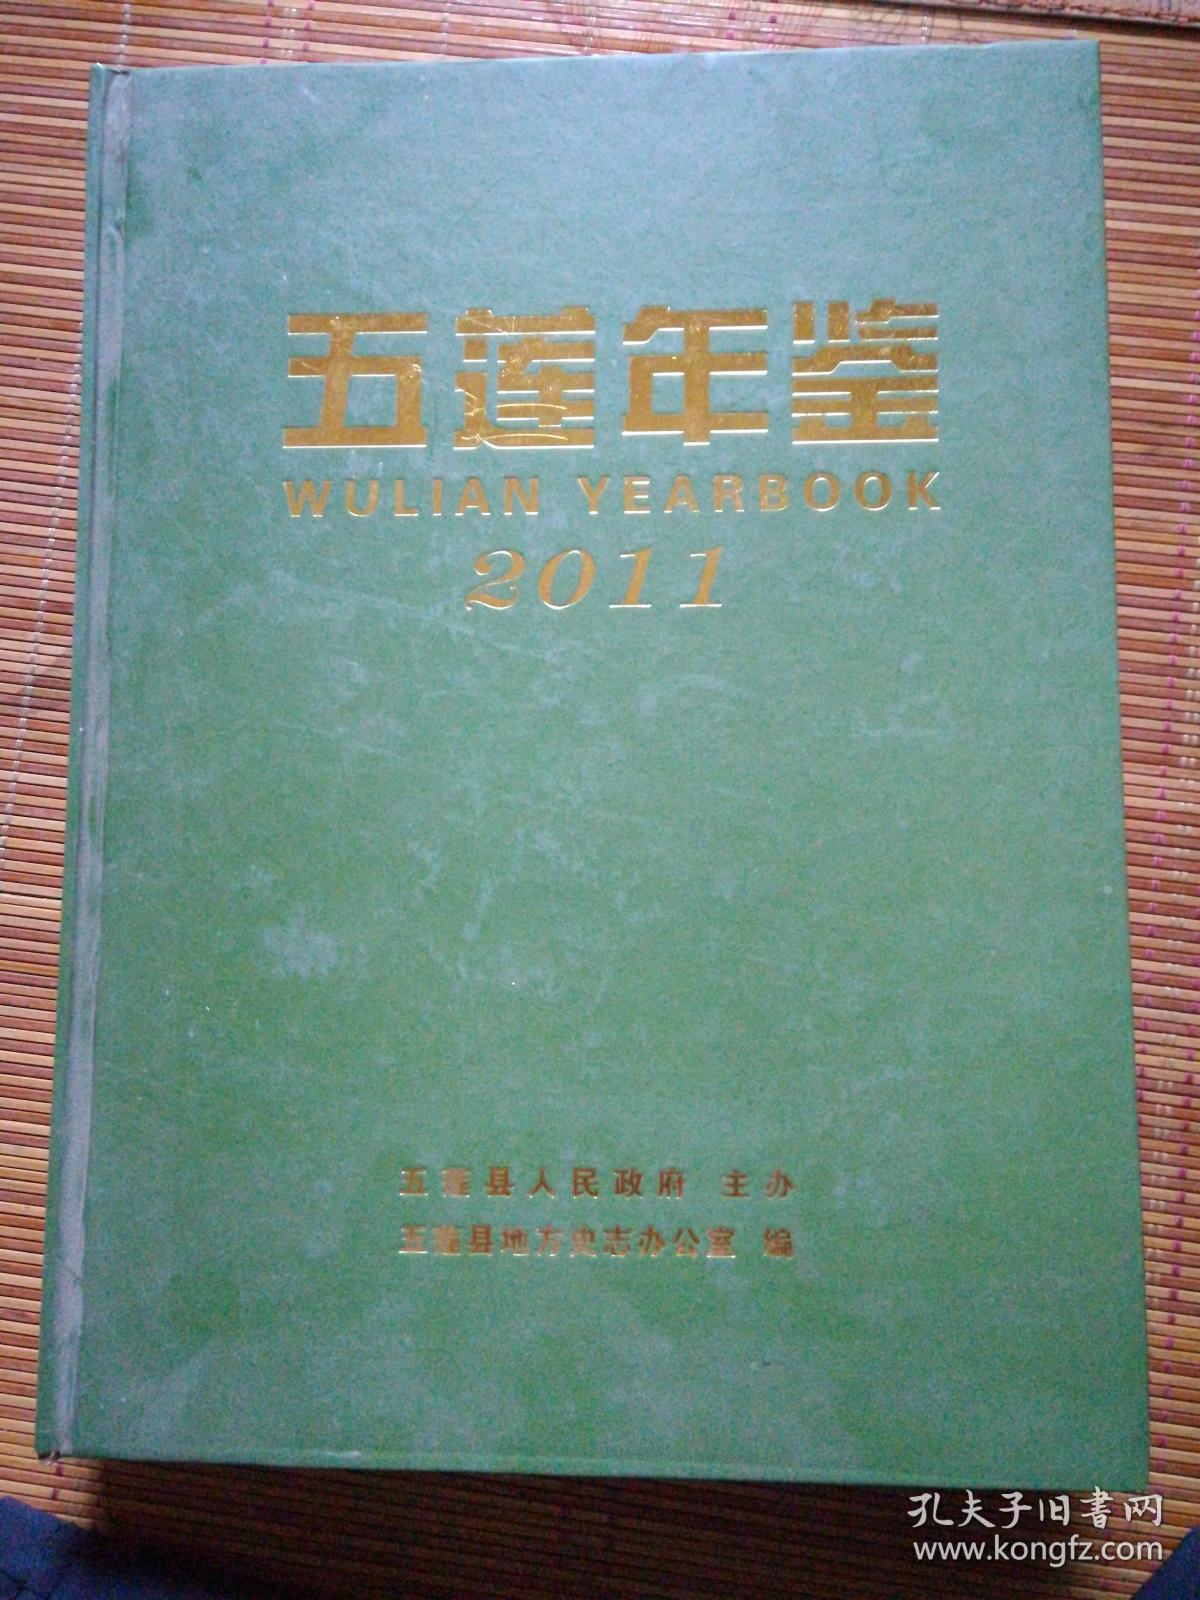 五莲年鉴
WULIAN YEARBOOK
2011
五莲县人民政府 主办
五莲县地方史志办公室 编
孔夫子旧书网
www.kongfz.com